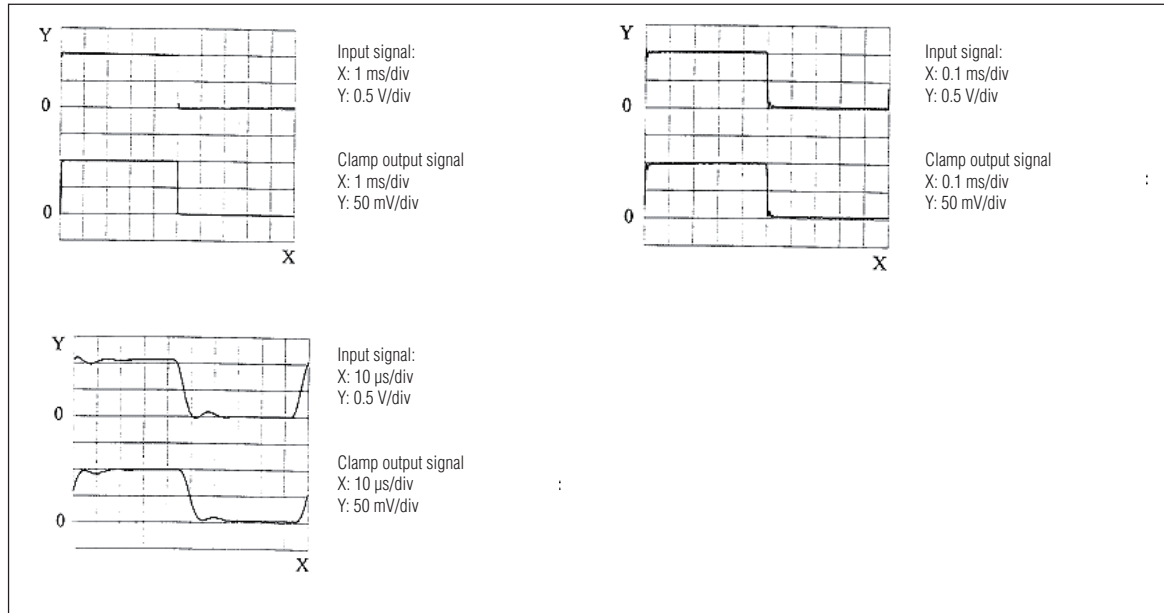 Y
0
0
X
Input signal:
X: 1 ms/div
Y: 0.5 V/div
Clamp output signal
X: 1 ms/div
Y: 50 mV/div
Y
0
0
X
Input signal:
X: 0.1 ms/div
Y: 0.5 V/div
Clamp output signal
X: 0.1 ms/div
Y: 50 mV/div
:
Y
0
0
X
Input signal:
X: 10 µs/div
Y: 0.5 V/div
Clamp output signal
X: 10 µs/div
Y: 50 mV/div
: